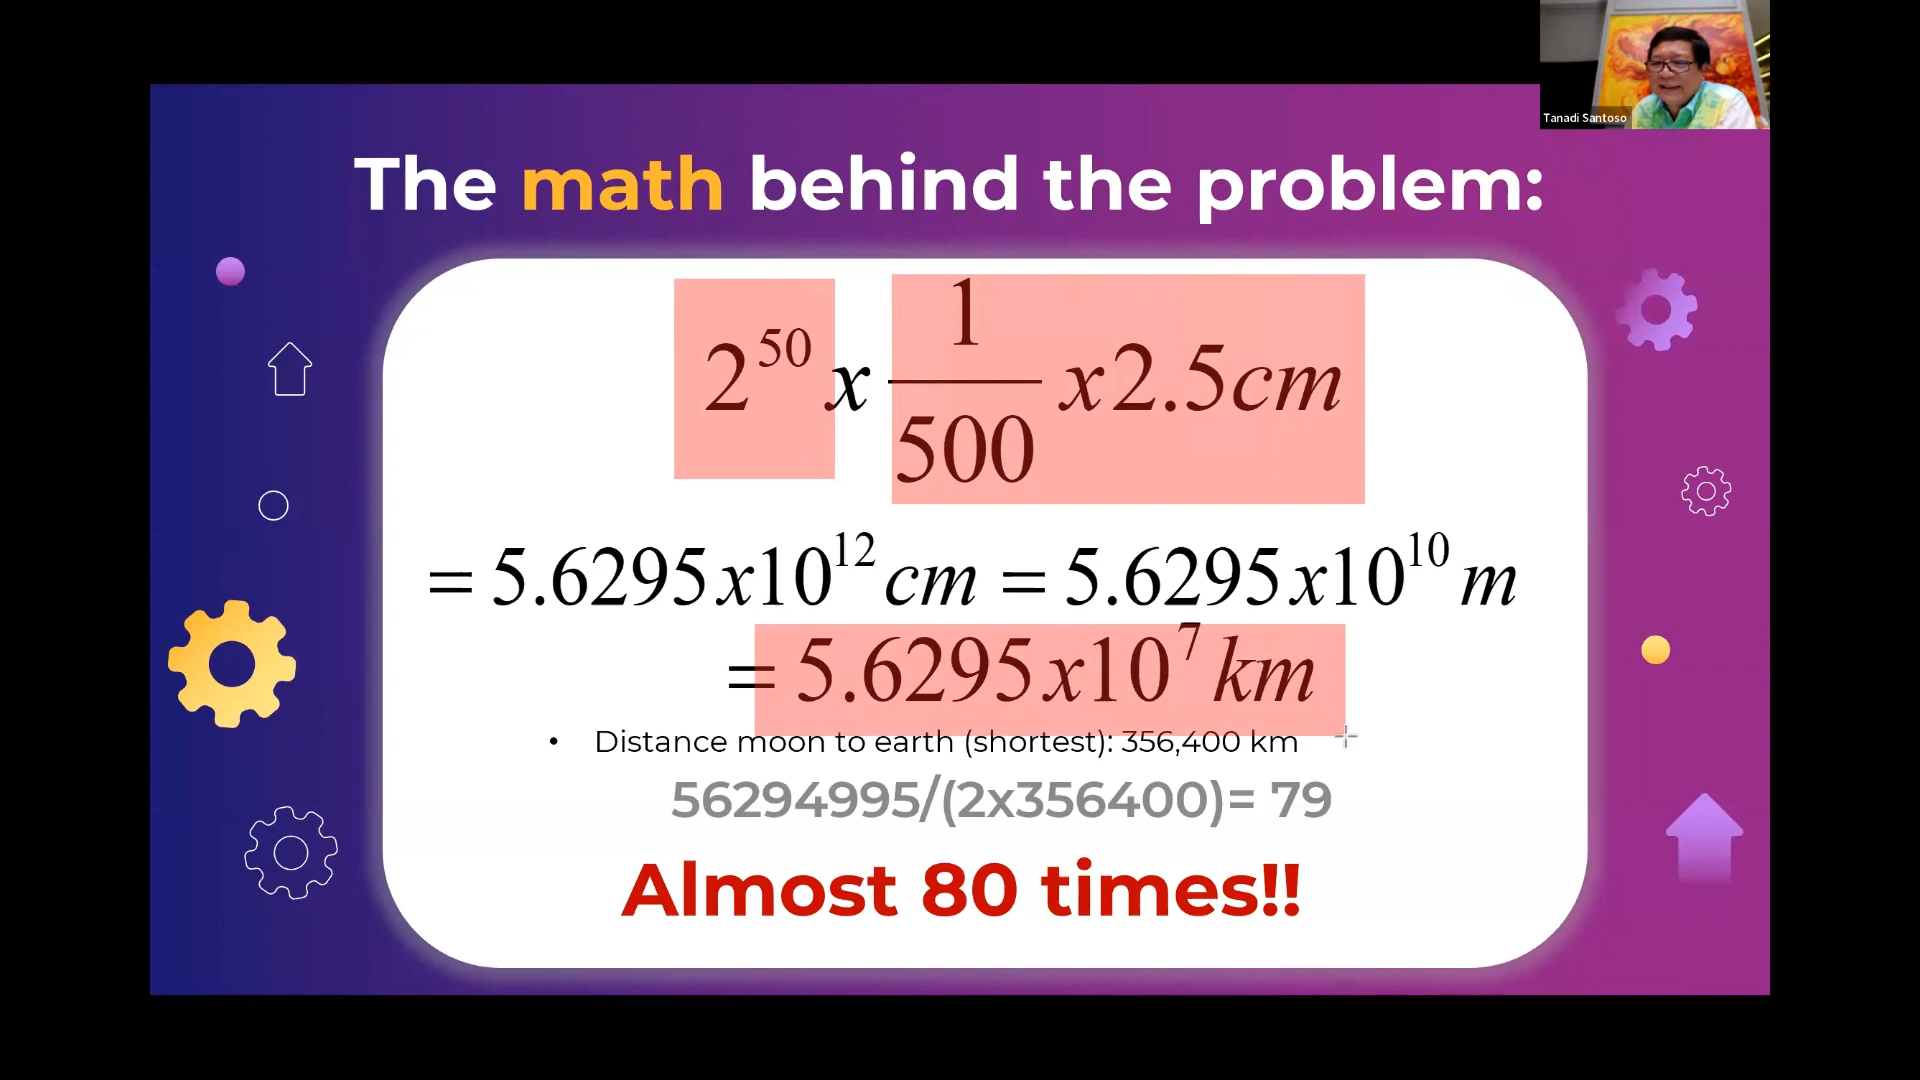 Tanadi Santoso
The math behind the problem:
2^50 x 1/500 x 2.5cm
= 5.6295x10^12 cm = 5.6295x10^10 m
= 5.6295x10^7 km
• Distance moon to earth (shortest): 356,400 km
56294995/(2x356400)= 79
Almost 80 times!!